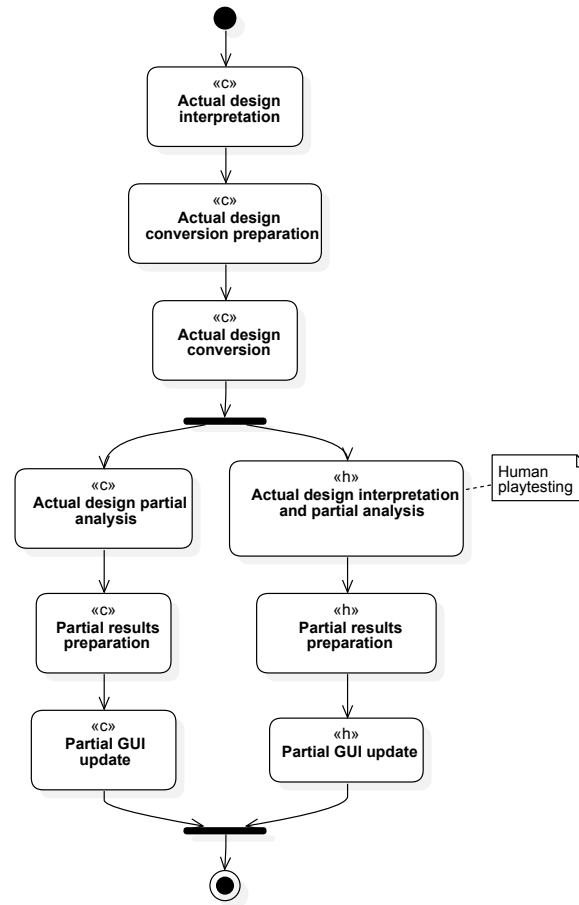 «c»
Actual design
interpretation
«c»
Actual design
conversion preparation
«c»
Actual design
conversion
«c»
Actual design partial
analysis
«h»
Actual design interpretation
and partial analysis
Human
playtesting
«c»
Partial results
preparation
«h»
Partial results
preparation
«c»
Partial GUI
update
«h»
Partial GUI update